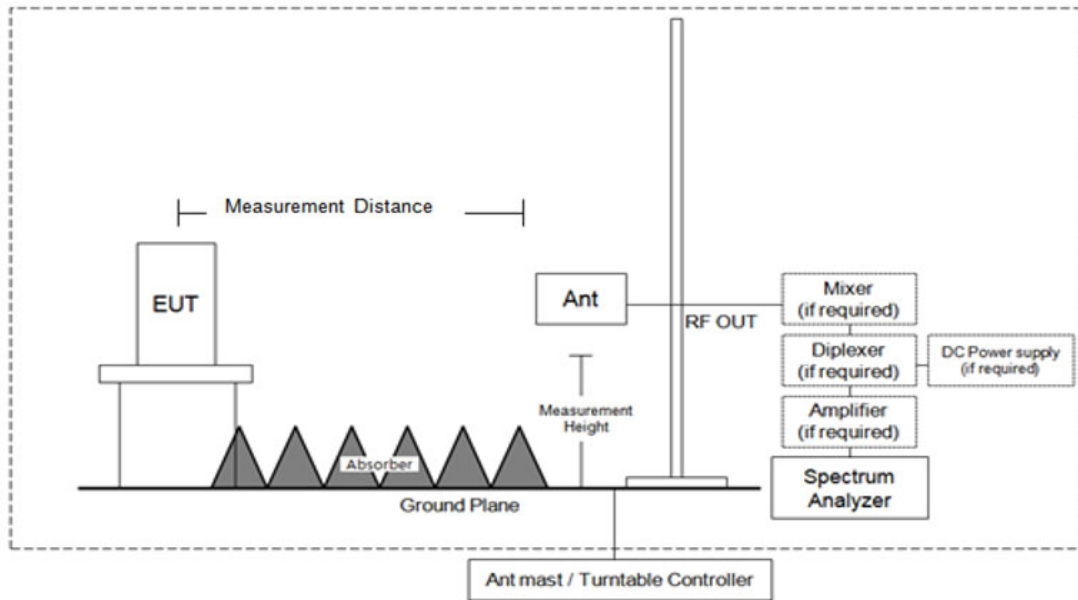 Measurement Distance
EUT
Ant
RF OUT
Mixer
(if required)
Diplexer
(if required)
DC Power supply
(if required)
Measurement
Height
Amplifier
(if required)
Absorber
Spectrum
Analyzer
Ground Plane
Ant mast / Turntable Controller